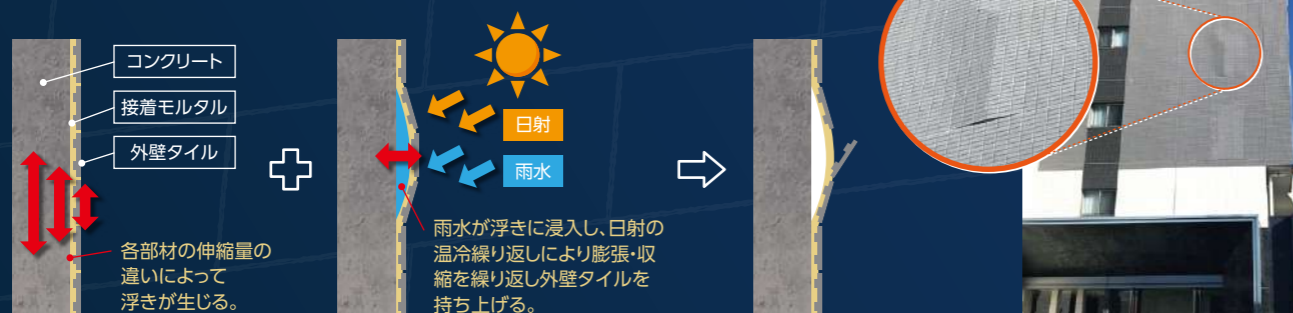 コンクリート
接着モルタル
外壁タイル
各部材の伸縮量の
違いによって
浮きが生じる。
日射
雨水
雨水が浮きに浸入し、日射の
温冷繰り返しにより膨張・収
縮を繰り返し外壁タイルを
持ち上げる。